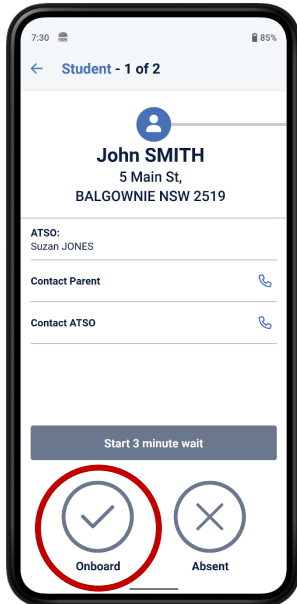 7:30
85%
Student - 1 of 2
John SMITH
5 Main St,
BALGOWNIE NSW 2519
ATSO:
Suzan JONES
Contact Parent
Contact ATSO
Start 3 minute wait
Onboard Absent